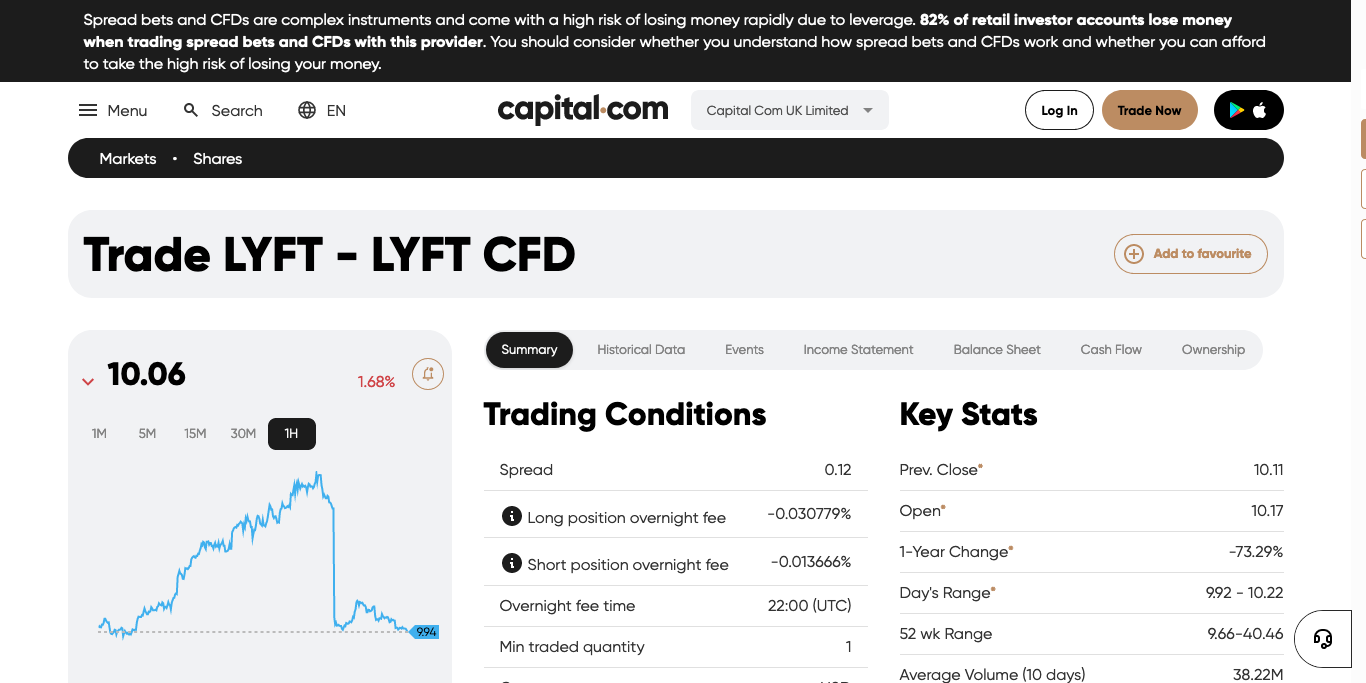 Spread bets and CFDs are complex instruments and come with a high risk of losing money rapidly due to leverage. 82% of retail investor accounts lose money
when trading spread bets and CFDs with this provider. You should consider whether you understand how spread bets and CFDs work and whether you can afford
to take the high risk of losing your money.
Menu Search EN capital.com Capital Com UK Limited Log In Trade Now
Markets • Shares
Trade LYFT - LYFT CFD
Add to favourite
10.06
1.68%
1M 5M 15M 30M 1H
9.94
Summary Historical Data Events Income Statement Balance Sheet Cash Flow Ownership
Trading Conditions
Spread 0.12
Long position overnight fee -0.030779%
Short position overnight fee -0.013666%
Overnight fee time 22:00 (UTC)
Min traded quantity 1
Key Stats
Prev. Close* 10.11
Open* 10.17
1-Year Change* -73.29%
Day's Range* 9.92 - 10.22
52 wk Range 9.66-40.46
Average Volume (10 days) 38.22M